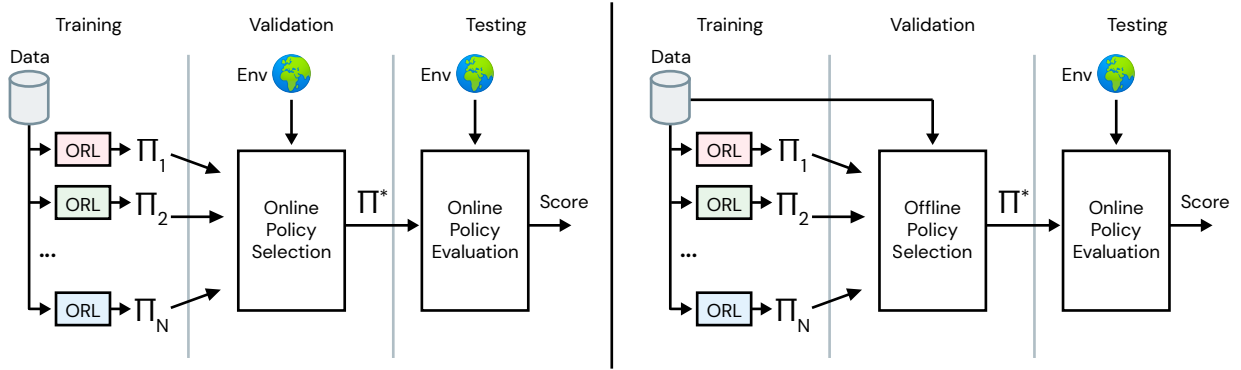 Training
Validation
Testing
Data
Env
Env
ORL
Π1
ORL
Π2
...
ORL
ΠN
Online
Policy
Selection
Π*
Online
Policy
Evaluation
Score
Training
Validation
Testing
Data
Env
ORL
Π1
ORL
Π2
...
ORL
ΠN
Offline
Policy
Selection
Π*
Online
Policy
Evaluation
Score